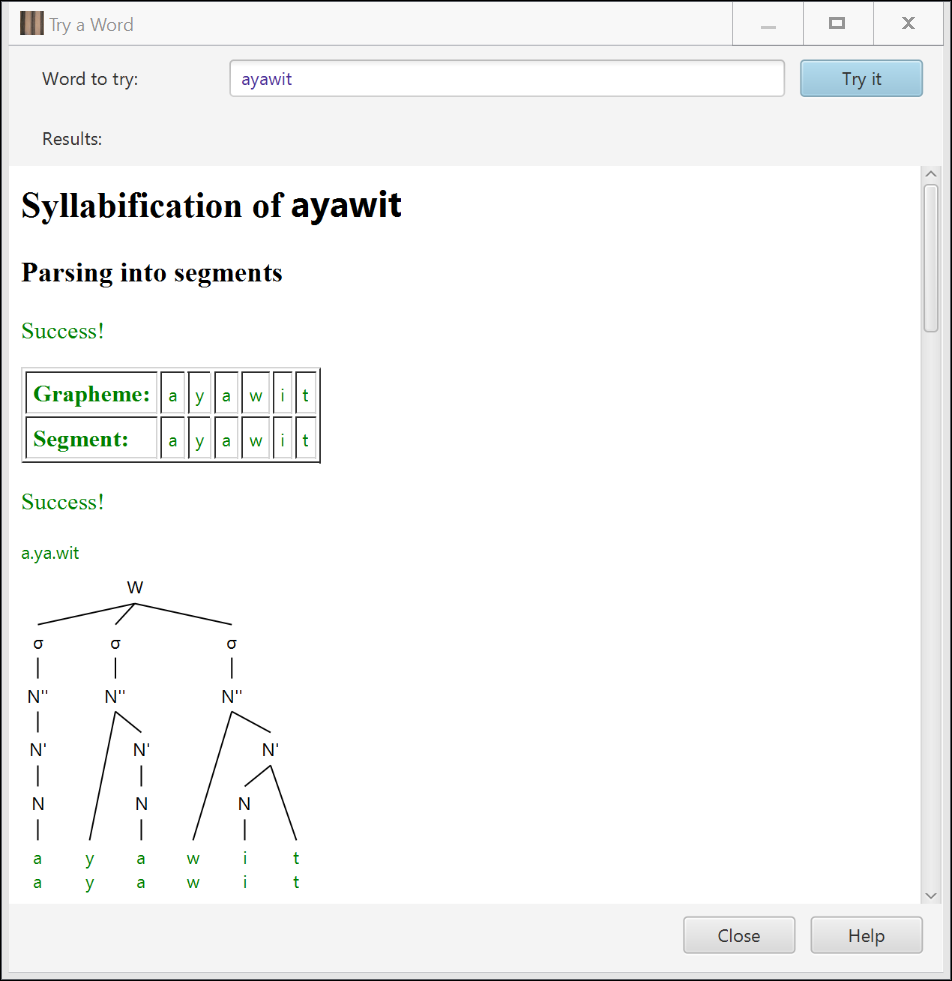 Try a Word
Word to try: ayawit Try it
Results:
Syllabification of ayawit
Parsing into segments
Success!
Grapheme: a y a w i t
Segment: a y a w i t
Success!
a.ya.wit
W
σ σ σ
N'' N'' N''
N' N' N'
N N N
a y a w i t
a y a w i t
Close Help